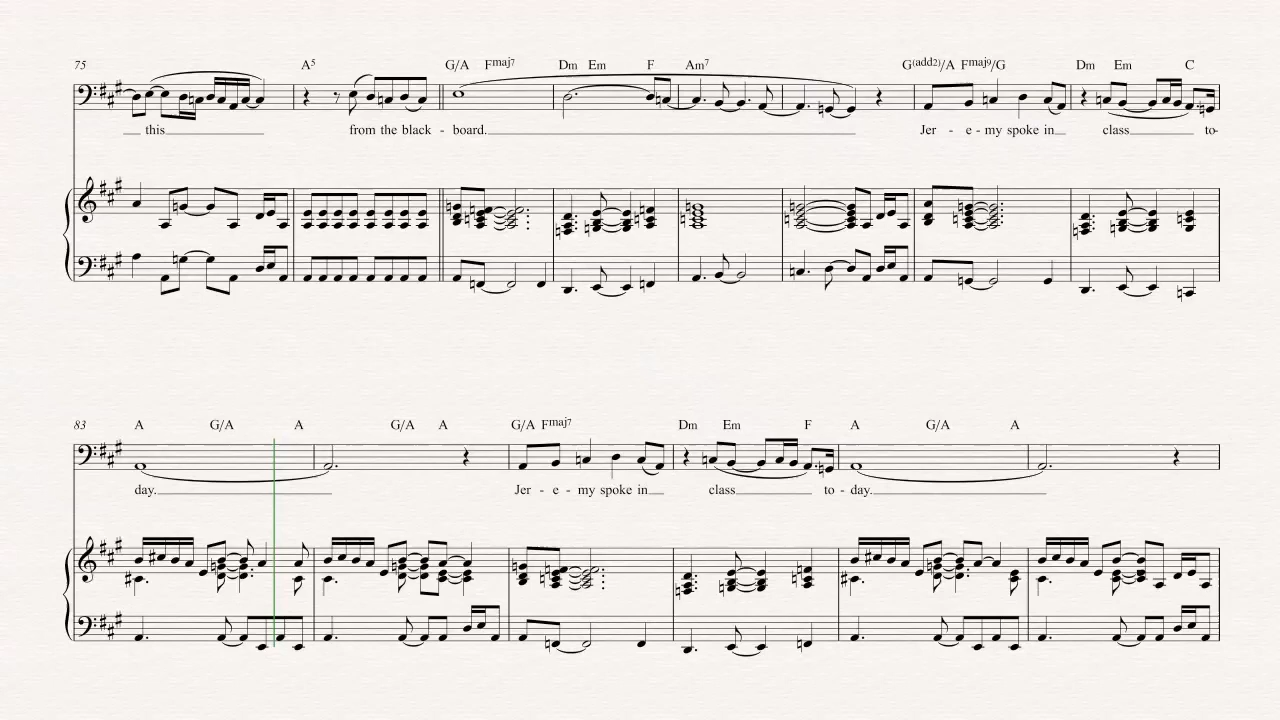 75 A5 G/A Fmaj7 Dm Em F Am7 G(add2)/A Fmaj9/G Dm Em C
this from the black - board. Jer - e - my spoke in class to-
83 A G/A A G/A A G/A Fmaj7 Dm Em F A G/A A
day. Jer - e - my spoke in class to - day.